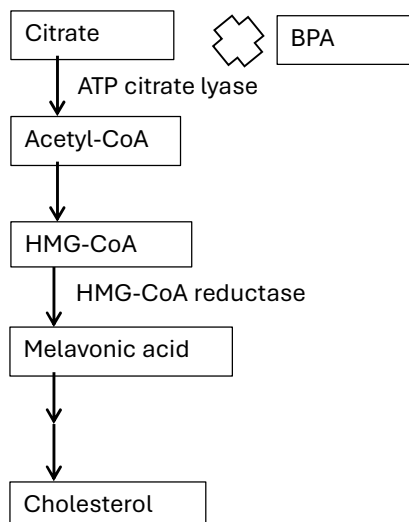 Citrate
BPA
ATP citrate lyase
Acetyl-CoA
HMG-CoA
HMG-CoA reductase
Melavonic acid
Cholesterol